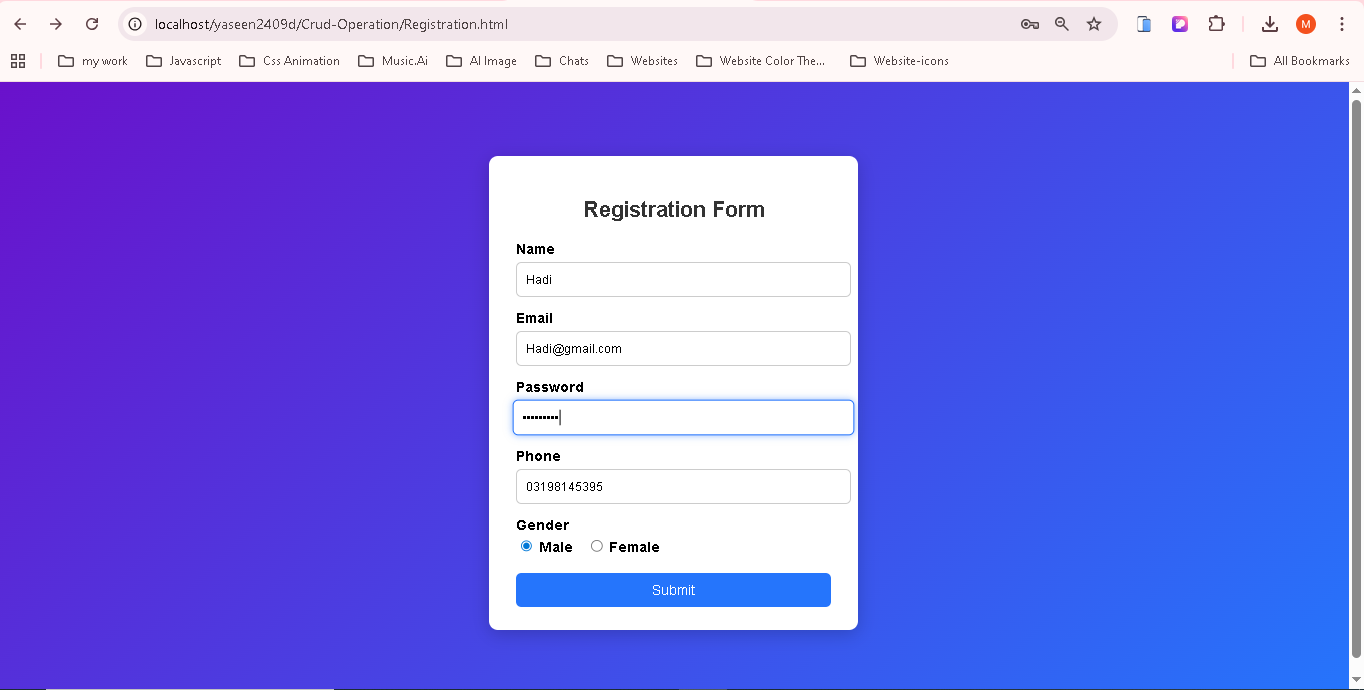 localhost/yaseen2409d/Crud-Operation/Registration.html
M
my work Javascript Css Animation Music.Ai AI Image Chats Websites Website Color The... Website-icons All Bookmarks
Registration Form
Name
Hadi
Email
Hadi@gmail.com
Password
•••••••••
Phone
03198145395
Gender
Male Female
Submit